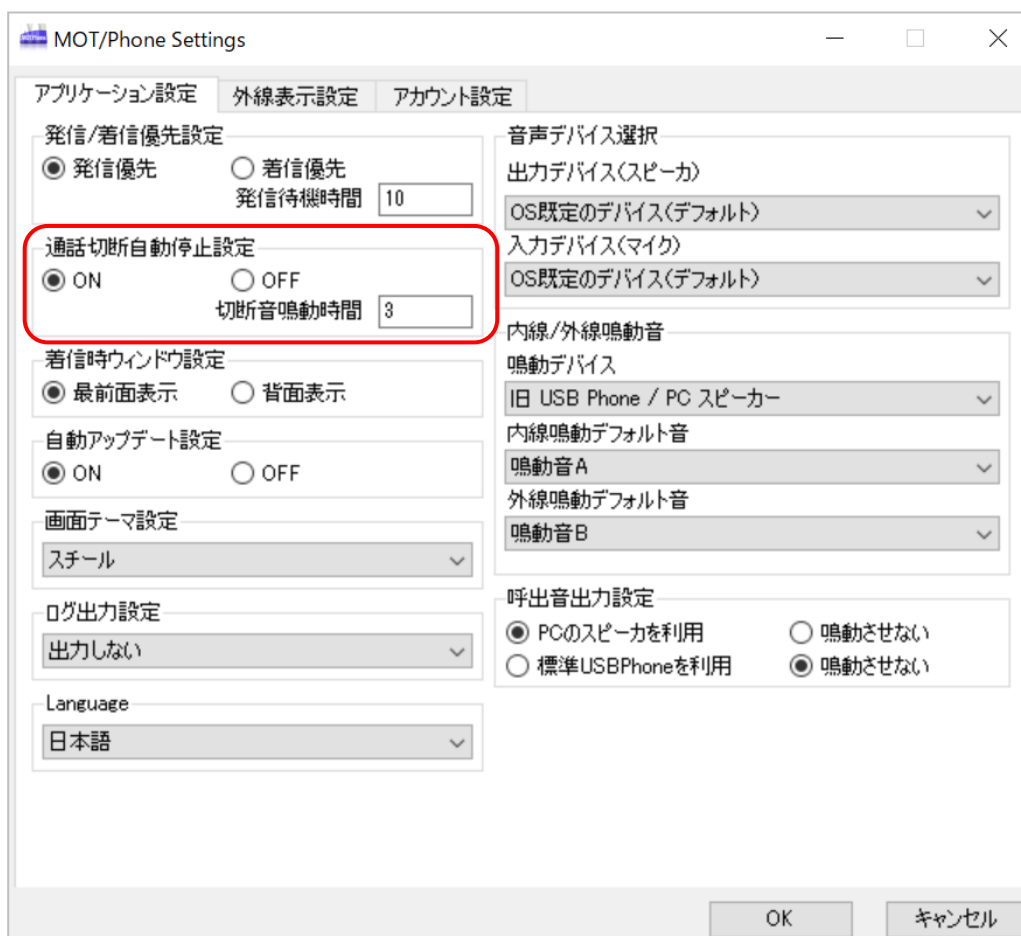 MOT/Phone Settings
アプリケーション設定 外線表示設定 アカウント設定
発信/着信優先設定
発信優先 着信優先
発信待機時間 10
通話切断自動停止設定
ON OFF
切断音鳴動時間 3
着信時ウィンドウ設定
最前面表示 背面表示
自動アップデート設定
ON OFF
画面テーマ設定
スチール
ログ出力設定
出力しない
Language
日本語
音声デバイス選択
出力デバイス(スピーカ)
OS既定のデバイス(デフォルト)
入力デバイス(マイク)
OS既定のデバイス(デフォルト)
内線/外線鳴動音
鳴動デバイス
旧 USB Phone / PC スピーカー
内線鳴動デフォルト音
鳴動音A
外線鳴動デフォルト音
鳴動音B
呼出音出力設定
PCのスピーカを利用 鳴動させない
標準USBPhoneを利用 鳴動させない
OK キャンセル